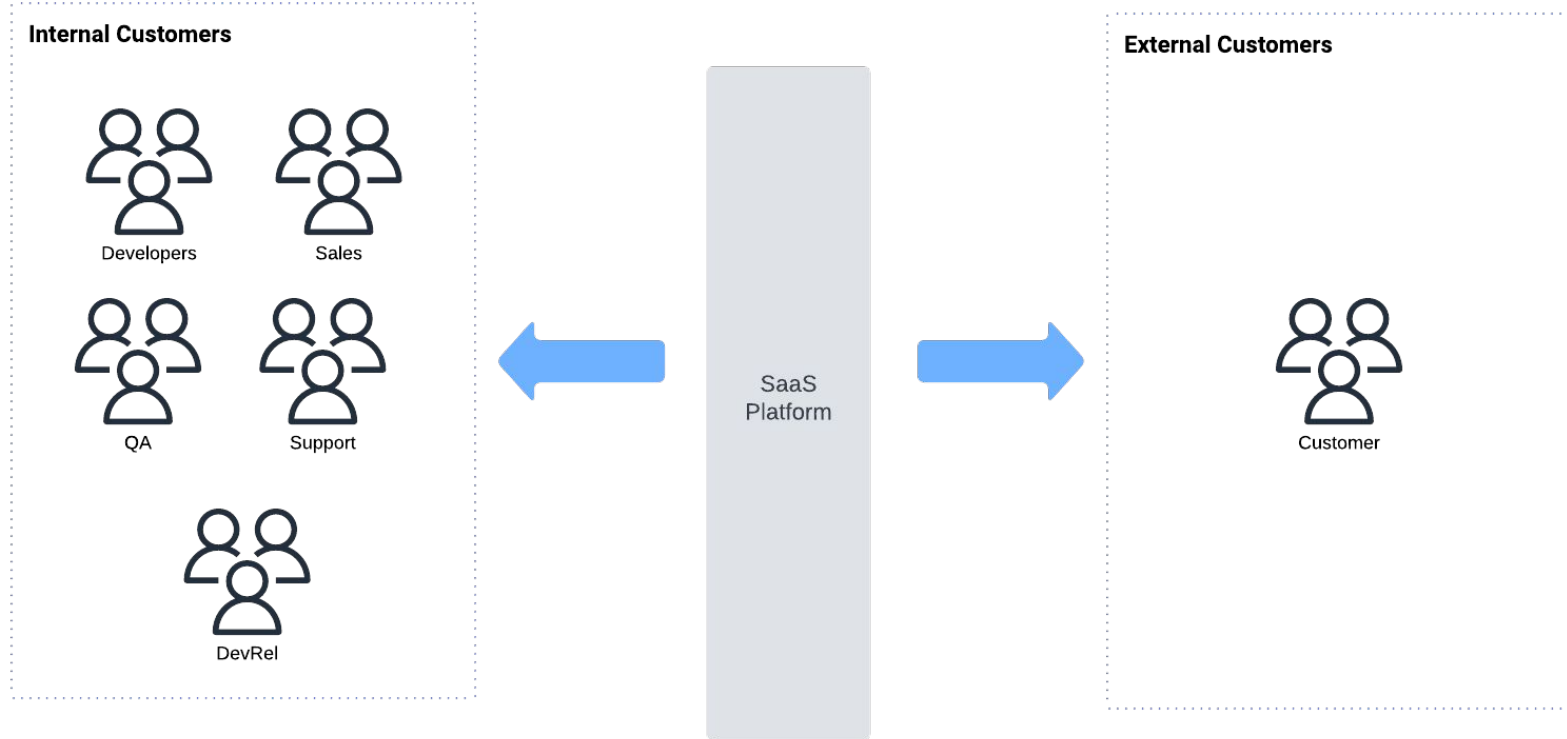 Internal Customers
Developers
Sales
QA
Support
DevRel
SaaS
Platform
External Customers
Customer